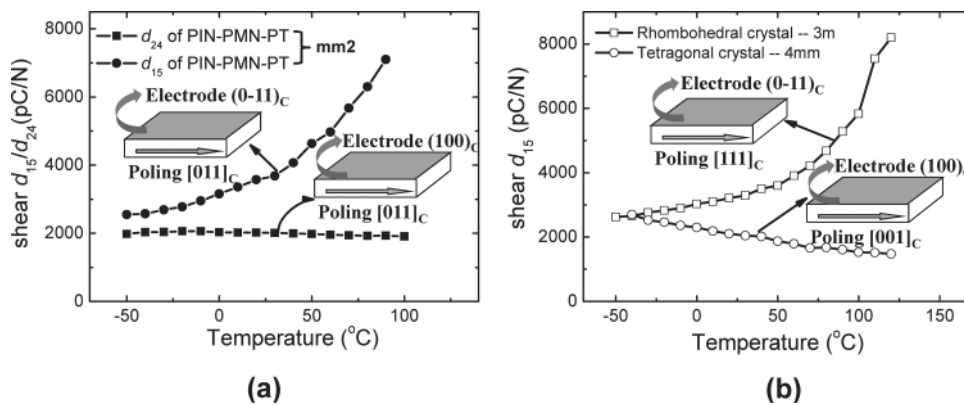 (a)
shear d15/d24(pC/N)
8000
6000
4000
2000
0
d24 of PIN-PMN-PT
d15 of PIN-PMN-PT
mm2
Electrode (0-11)C
Poling [011]C
Electrode (100)C
Poling [011]C
-50 0 50 100
Temperature (°C)
(a)
(b)
shear d15 (pC/N)
8000
6000
4000
2000
0
Rhombohedral crystal -- 3m
Tetragonal crystal -- 4mm
Electrode (0-11)C
Poling [111]C
Electrode (100)
Poling [001]C
-50 0 50 100 150
Temperature (°C)
(b)